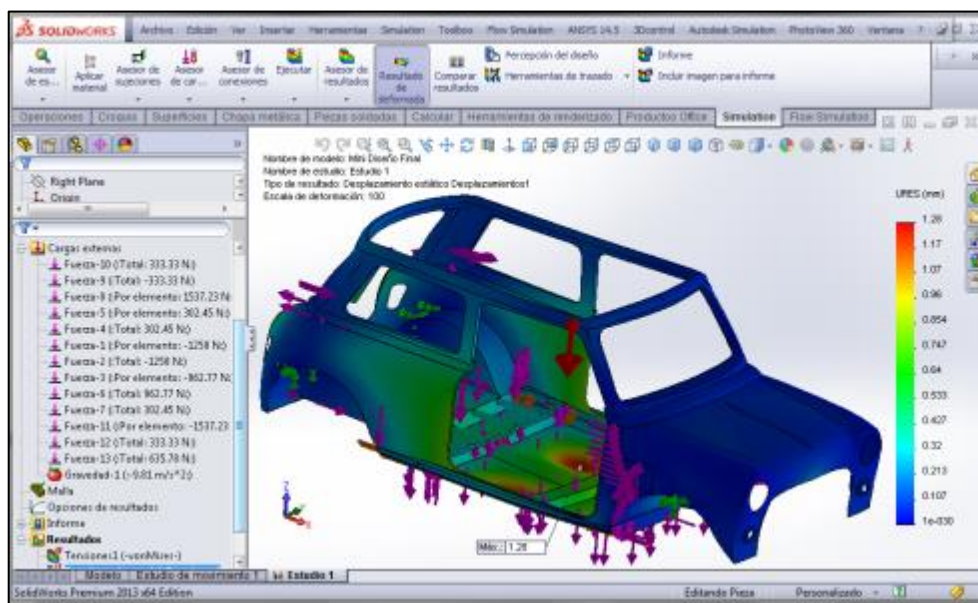 SOLIDWORKS Archivo Edición Ver Insertar Herramientas Simulation Toolbox Flow Simulation ANSYS 14.5 3Dcontrol Autodesk Simulation PhotoView 360 Ventana ?
Asesor de es... Aplicar material Asesor de sujeciones Asesor de car... Asesor de conexiones Ejecutar Asesor de resultados Resultado de deformada Comparar resultados
Percepción del diseño Informe
Herramientas de trazado Incluir imagen para informe
Operaciones Croquis Superficies Chapa metálica Piezas soldadas Calcular Herramientas de renderizado Productos Office Simulation Flow Simulation
Nombre de modelo: Mini Diseño Final
Nombre de estudio: Estudio 1
Tipo de resultado: Desplazamiento estático Desplazamientos1
Escala de deformación: 100
Right Plane
Origin
Cargas externas
Fuerza-10 (:Total: 333.33 N:)
Fuerza-9 (:Total: -333.33 N:)
Fuerza-8 (:Por elemento: 1537.23 N:
Fuerza-5 (:Por elemento: 302.45 N:)
Fuerza-4 (:Total: 302.45 N:)
Fuerza-1 (:Por elemento: -1250 N:)
Fuerza-2 (:Total: -1250 N:)
Fuerza-3 (:Por elemento: -962.77 N:
Fuerza-6 (:Total: 962.77 N:)
Fuerza-7 (:Total: 302.45 N:)
Fuerza-11 (:Por elemento: -1537.23
Fuerza-12 (:Total: 333.33 N:)
Fuerza-13 (:Total: 635.78 N:)
Gravedad-1 (:-9.81 m/s^2:)
Malla
Opciones de resultados
Informe
Resultados
Tensiones1 (-vonMises-)
URES (mm)
1.28
1.17
1.07
0.96
0.854
0.747
0.64
0.534
0.427
0.32
0.213
0.107
1e-030
Máx.: 1.28
Modelo Estudio de movimiento 1 Estudio 1
SolidWorks Premium 2013 x64 Edition Editando Pieza Personalizado